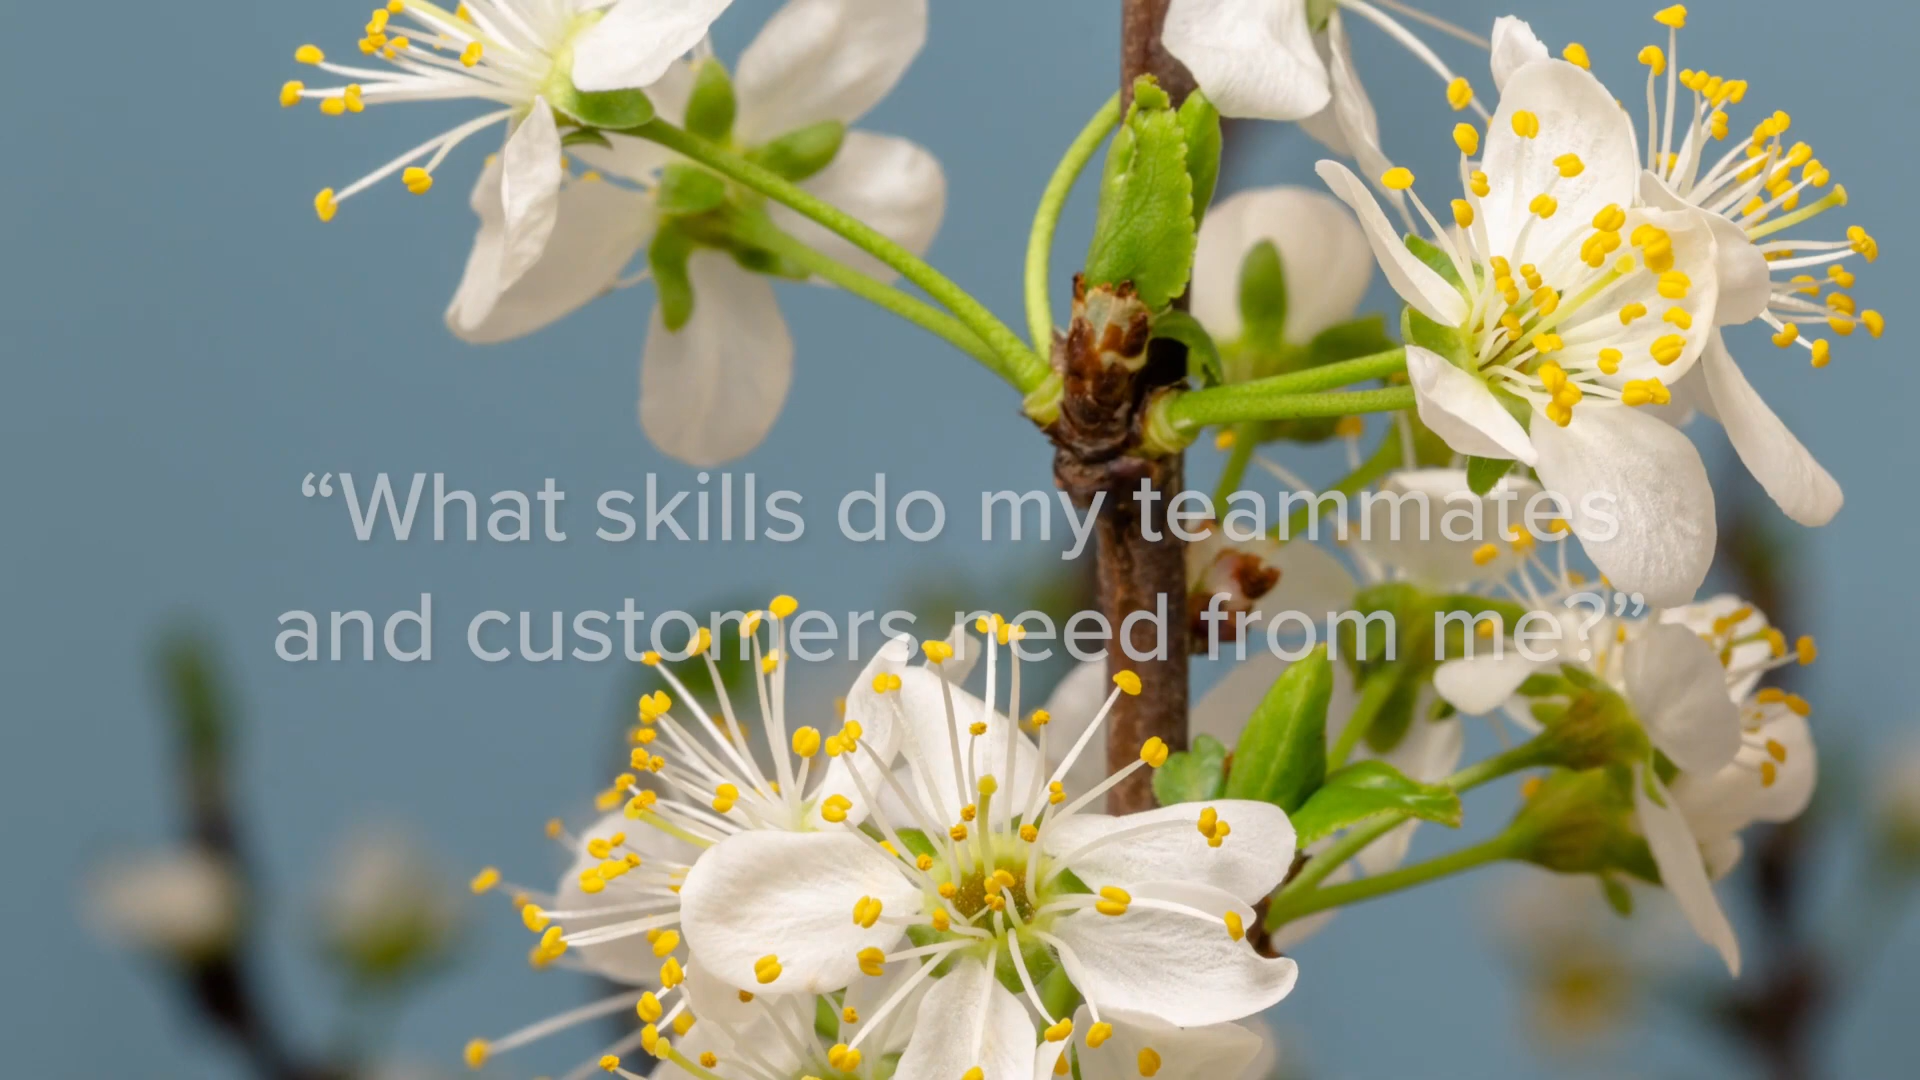 “What skills do my teammates
and customers need from me?”